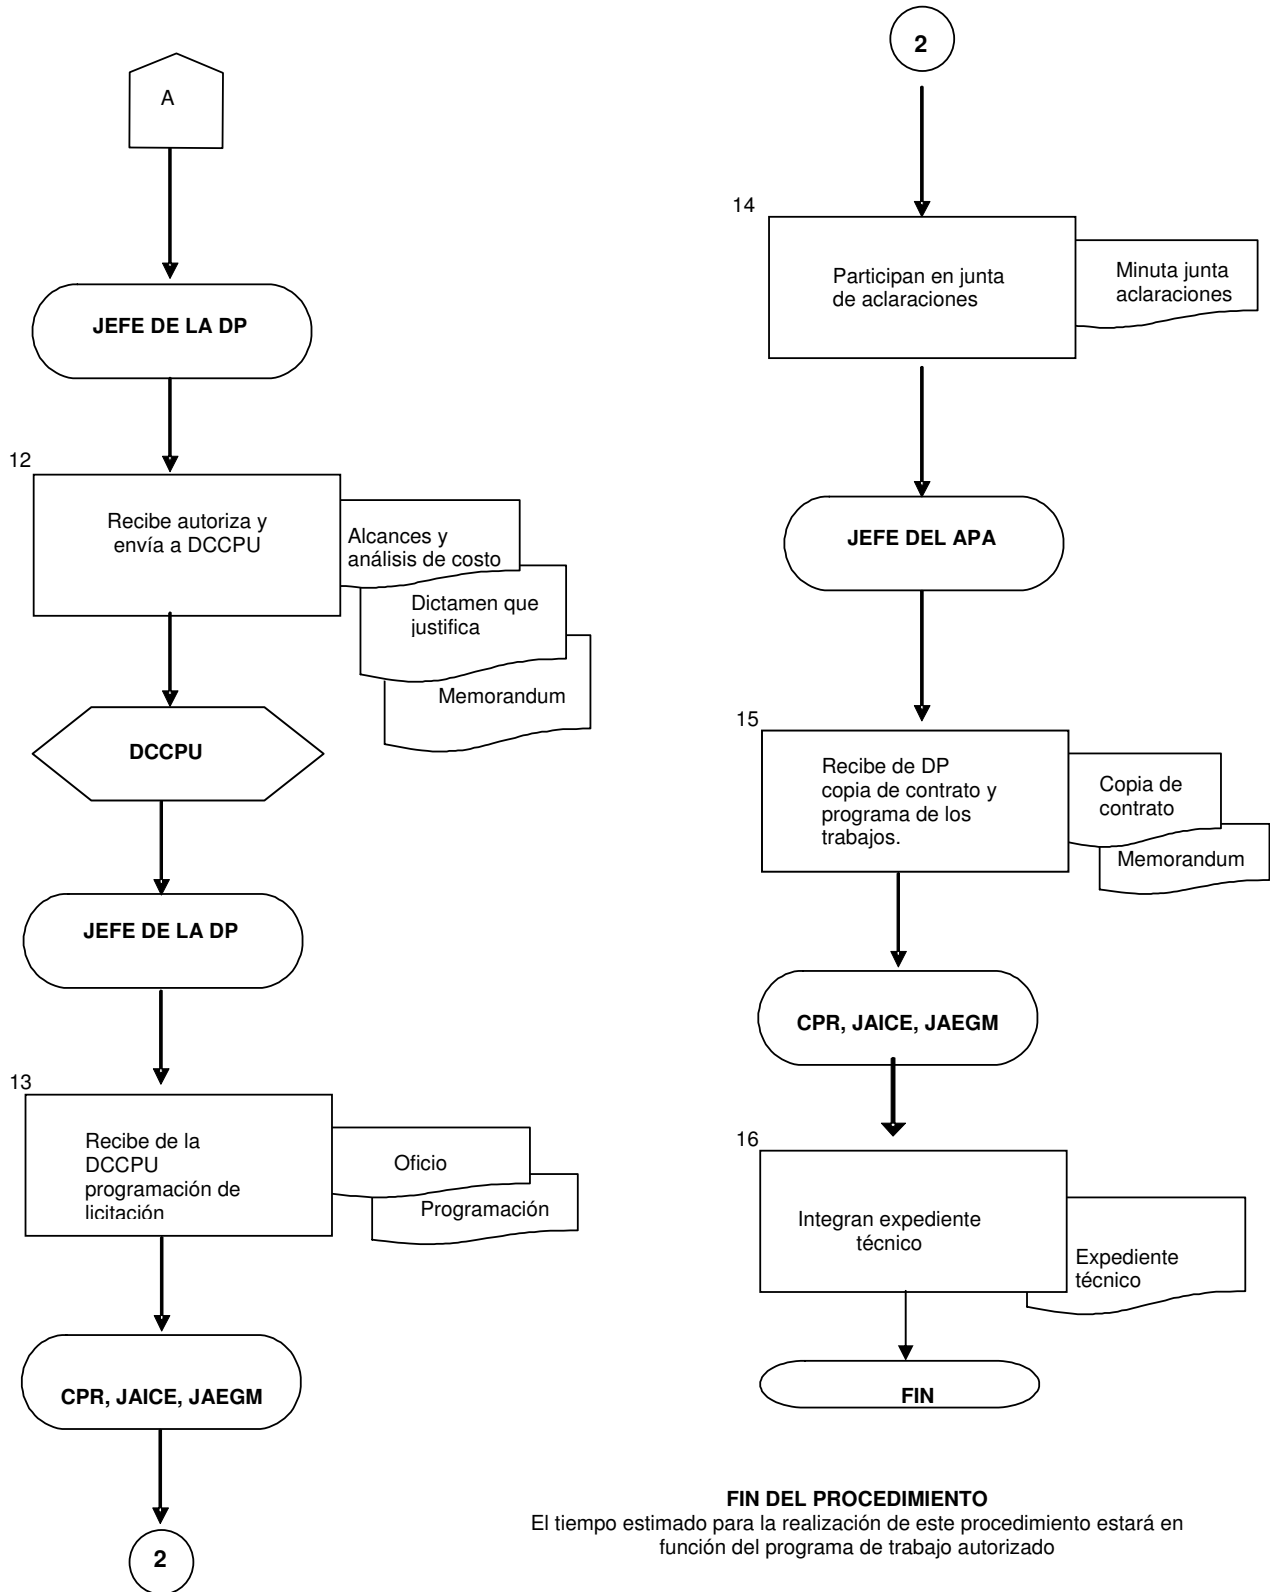 A
JEFE DE LA DP
12
Recibe autoriza y
envía a DCCPU
Alcances y
análisis de costo
Dictamen que
justifica
Memorandum
DCCPU
JEFE DE LA DP
13
Recibe de la
DCCPU
programación de
licitación
Oficio
Programación
CPR, JAICE, JAEGM
2
2
14
Participan en junta
de aclaraciones
Minuta junta
aclaraciones
JEFE DEL APA
15
Recibe de DP
copia de contrato y
programa de los
trabajos.
Copia de
contrato
Memorandum
CPR, JAICE, JAEGM
16
Integran expediente
técnico
Expediente
técnico
FIN
FIN DEL PROCEDIMIENTO
El tiempo estimado para la realización de este procedimiento estará en
función del programa de trabajo autorizado